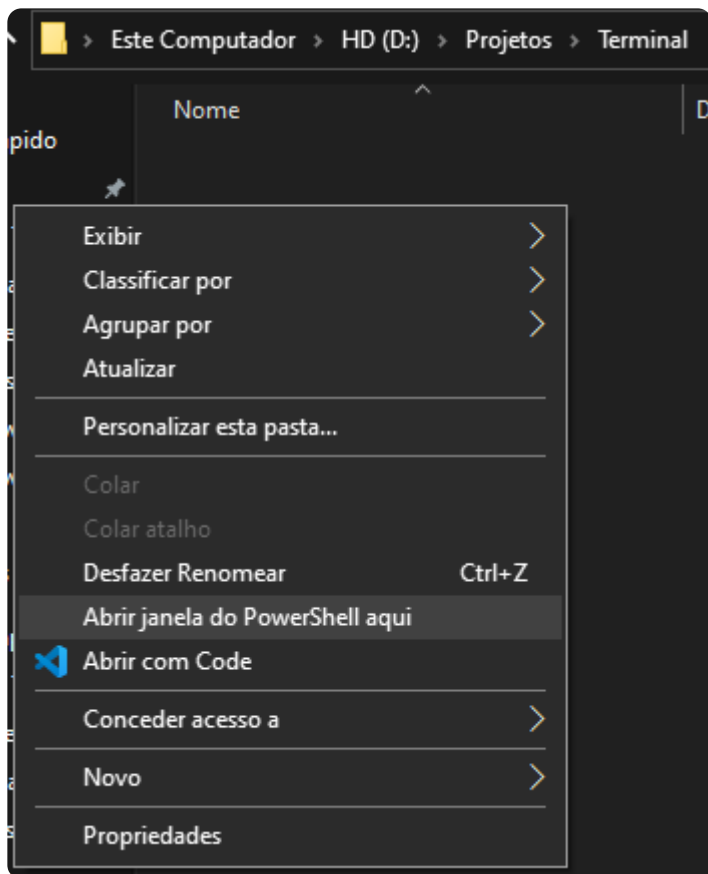 Este Computador > HD (D:) > Projetos > Terminal
Nome
pido
Exibir
Classificar por
Agrupar por
Atualizar
Personalizar esta pasta...
Colar
Colar atalho
Desfazer Renomear Ctrl+Z
Abrir janela do PowerShell aqui
Abrir com Code
Conceder acesso a
Novo
Propriedades